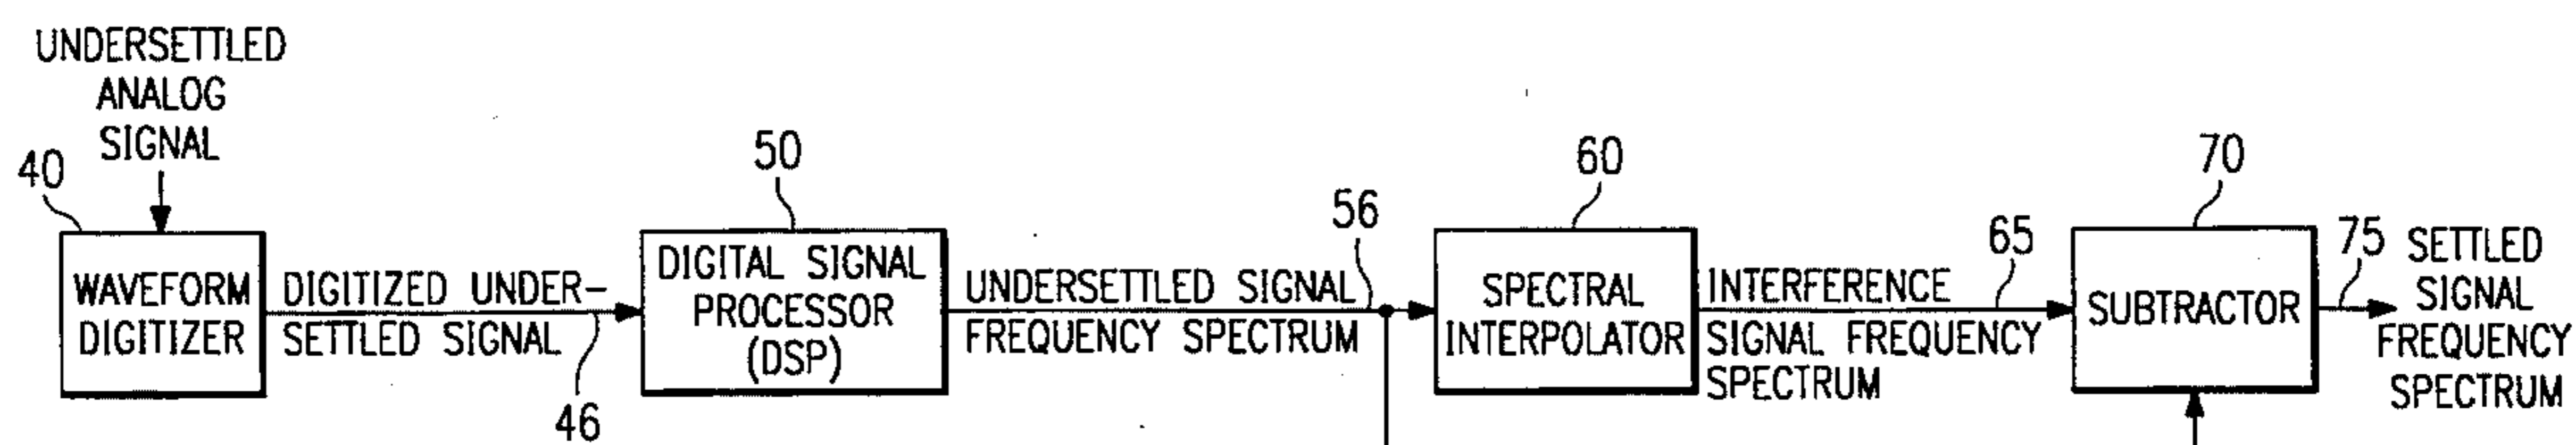 UNDERSETTLED
ANALOG
SIGNAL
40
WAVEFORM
DIGITIZER
DIGITIZED UNDER-
SETTLED SIGNAL
46
50
DIGITAL SIGNAL
PROCESSOR
(DSP)
UNDERSETTLED SIGNAL
FREQUENCY SPECTRUM
56
60
SPECTRAL
INTERPOLATOR
INTERFERENCE
SIGNAL FREQUENCY
SPECTRUM
65
70
SUBTRACTOR
75
SETTLED
SIGNAL
FREQUENCY
SPECTRUM